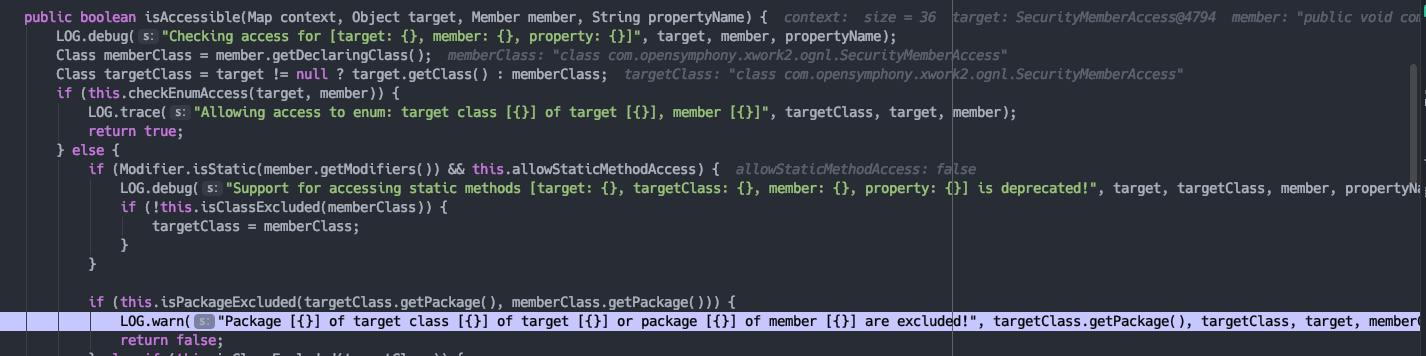 public boolean isAccessible(Map context, Object target, Member member, String propertyName) { context: size = 36 target: SecurityMemberAccess@4794 member: "public void com
LOG.debug( s: "Checking access for [target: {}, member: {}, property: {}]", target, member, propertyName);
Class memberClass = member.getDeclaringClass(); memberClass: "class com.opensymphony.xwork2.ognl.SecurityMemberAccess"
Class targetClass = target != null ? target.getClass() : memberClass; targetClass: "class com.opensymphony.xwork2.ognl.SecurityMemberAccess"
if (this.checkEnumAccess(target, member)) {
LOG.trace( s: "Allowing access to enum: target class [{}] of target [{}], member [{}]", targetClass, target, member);
return true;
} else {
if (Modifier.isStatic(member.getModifiers()) && this.allowStaticMethodAccess) { allowStaticMethodAccess: false
LOG.debug( s: "Support for accessing static methods [target: {}, targetClass: {}, member: {}, property: {}] is deprecated!", target, targetClass, member, propertyNa
if (!this.isClassExcluded(memberClass)) {
targetClass = memberClass;
}
}
if (this.isPackageExcluded(targetClass.getPackage(), memberClass.getPackage())) {
LOG.warn( s: "Package [{}] of target class [{}] of target [{}] or package [{}] of member [{}] are excluded!", targetClass.getPackage(), targetClass, target, memberC
return false;
} else if (this.isClassExcluded(targetClass)) {